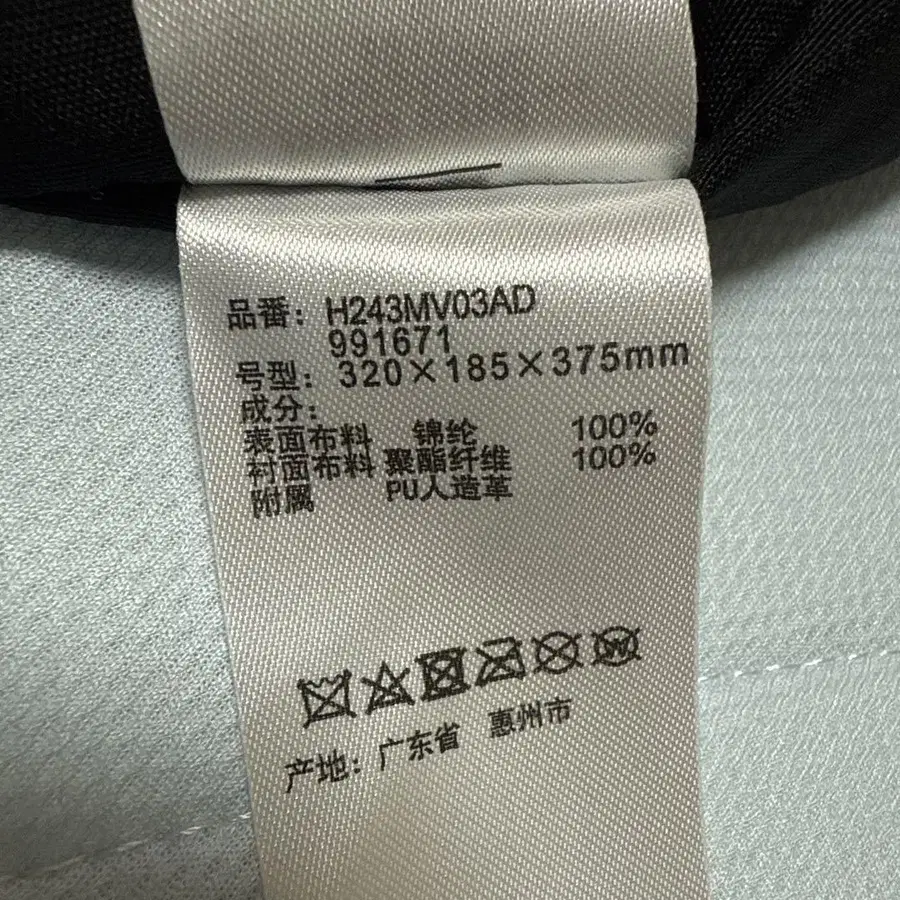 品番: H243MV03AD
991671
号型: 320×185×375mm
成分:
表面布料 锦纶 100%
衬面布料 聚酯纤维 100%
附属 PU人造革
产地: 广东省 惠州市